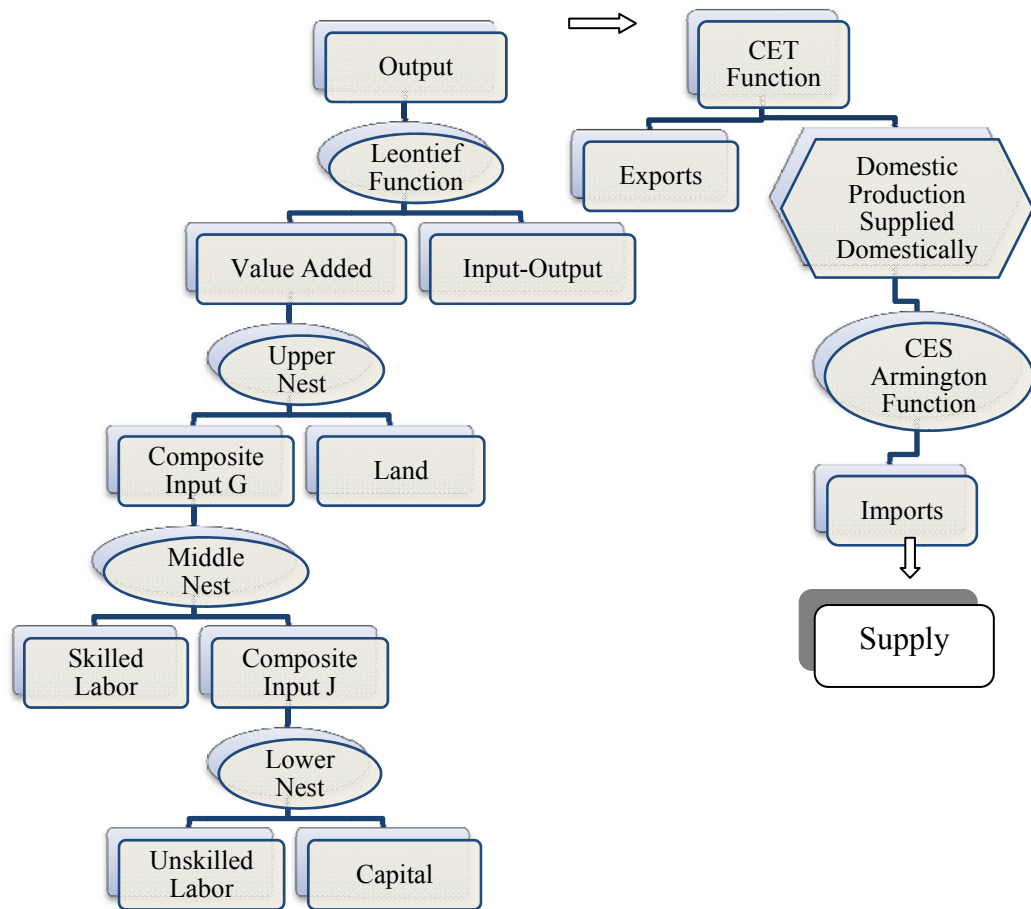 Output
Leontief
Function
Value Added
Input-Output
Upper
Nest
Composite
Input G
Land
Middle
Nest
Skilled
Labor
Composite
Input J
Lower
Nest
Unskilled
Labor
Capital
CET
Function
Exports
Domestic
Production
Supplied
Domestically
CES
Armington
Function
Imports
Supply